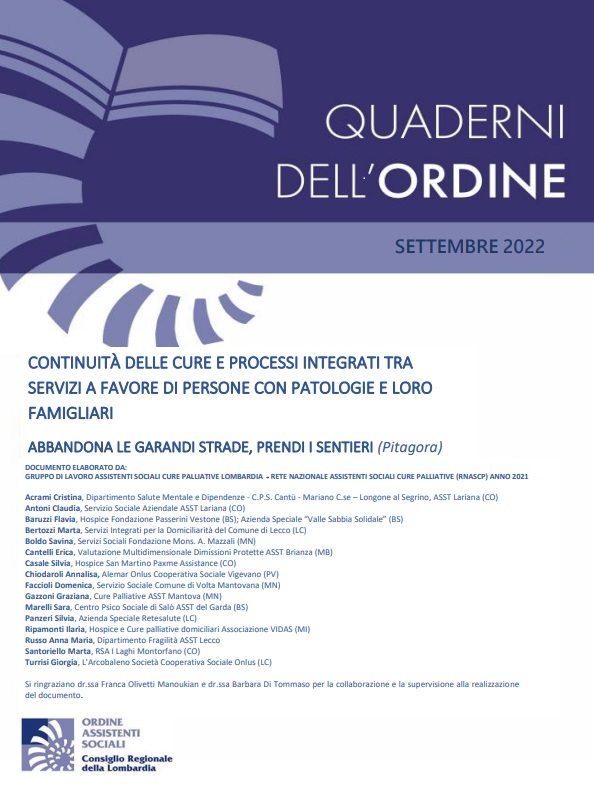 QUADERNI
DELL'ORDINE
SETTEMBRE 2022
CONTINUITÀ DELLE CURE E PROCESSI INTEGRATI TRA
SERVIZI A FAVORE DI PERSONE CON PATOLOGIE E LORO
FAMIGLIARI
ABBANDONA LE GARANDI STRADE, PRENDI I SENTIERI (Pitagora)
DOCUMENTO ELABORATO DA:
GRUPPO DI LAVORO ASSISTENTI SOCIALI CURE PALLIATIVE LOMBARDIA - RETE NAZIONALE ASSISTENTI SOCIALI CURE PALLIATIVE (RNASCP) ANNO 2021
Acrami Cristina, Dipartimento Salute Mentale e Dipendenze - C.P.S. Cantù - Mariano C.se – Longone al Segrino, ASST Lariana (CO)
Antoni Claudia, Servizio Sociale Aziendale ASST Lariana (CO)
Baruzzi Flavia, Hospice Fondazione Passerini Vestone (BS); Azienda Speciale "Valle Sabbia Solidale" (BS)
Bertozzi Marta, Servizi Integrati per la Domiciliarità del Comune di Lecco (LC)
Boldo Savina, Servizi Sociali Fondazione Mons. A. Mazzali (MN)
Cantelli Erica, Valutazione Multidimensionale Dimissioni Protette ASST Brianza (MB)
Casale Silvia, Hospice San Martino Paxme Assistance (CO)
Chiodaroli Annalisa, Alemar Onlus Cooperativa Sociale Vigevano (PV)
Faccioli Domenica, Servizio Sociale Comune di Volta Mantovana (MN)
Gazzoni Graziana, Cure Palliative ASST Mantova (MN)
Marelli Sara, Centro Psico Sociale di Salò ASST del Garda (BS)
Panzeri Silvia, Azienda Speciale Retesalute (LC)
Ripamonti Ilaria, Hospice e Cure palliative domiciliari Associazione VIDAS (MI)
Russo Anna Maria, Dipartimento Fragilità ASST Lecco
Santoriello Marta, RSA I Laghi Montorfano (CO)
Turrisi Giorgia, L'Arcobaleno Società Cooperativa Sociale Onlus (LC)
Si ringraziano dr.ssa Franca Olivetti Manoukian e dr.ssa Barbara Di Tommaso per la collaborazione e la supervisione alla realizzazione
del documento.
ORDINE
ASSISTENTI
SOCIALI
Consiglio Regionale
della Lombardia